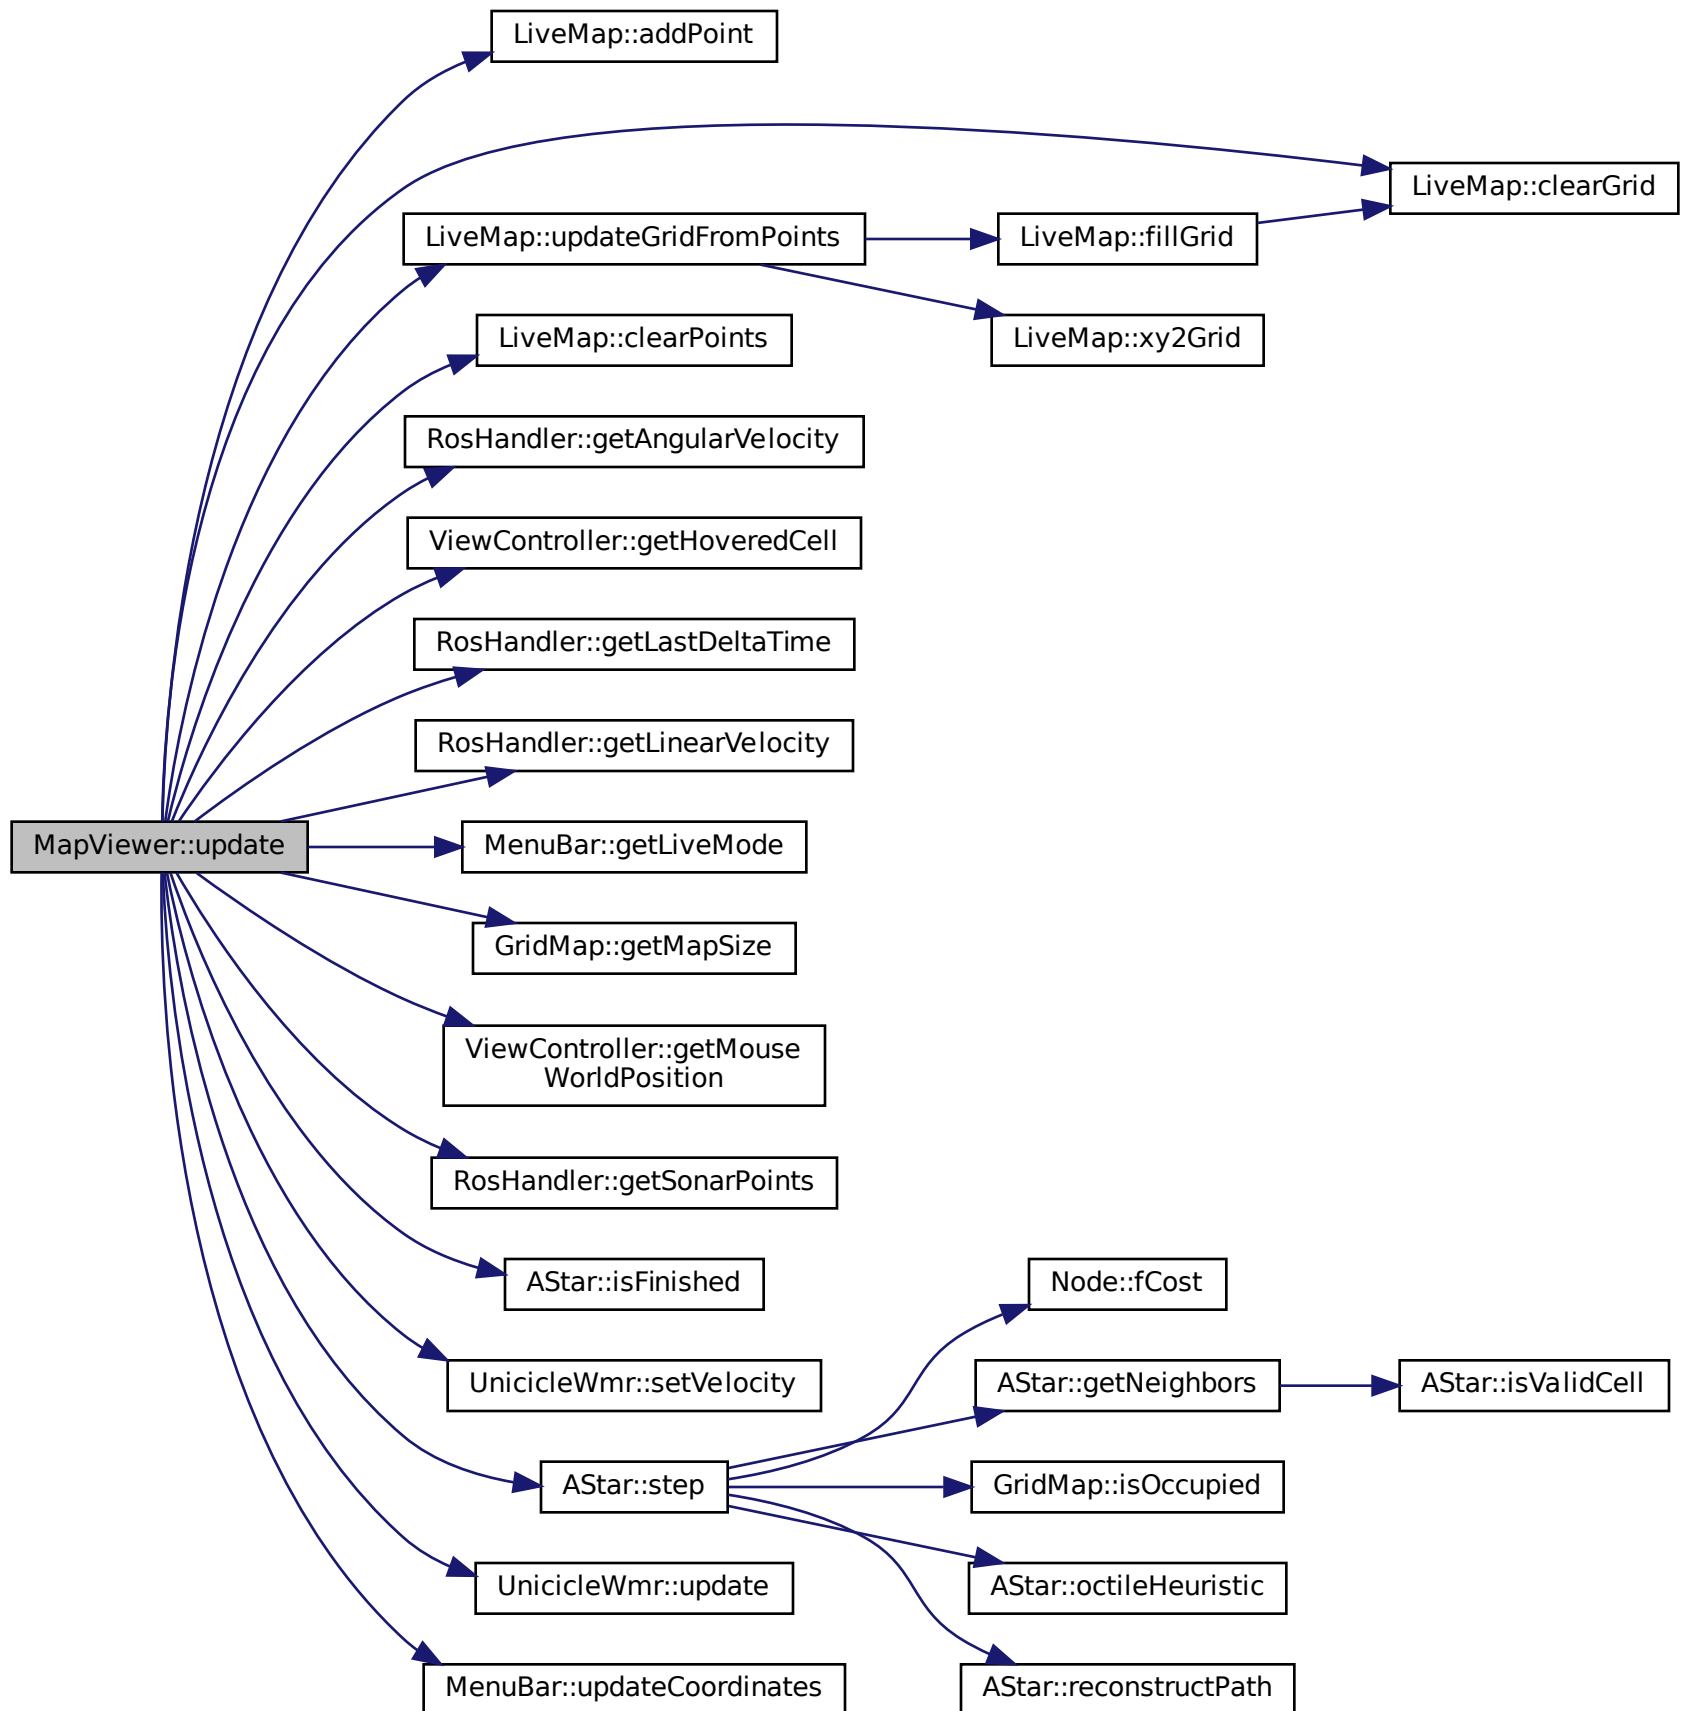 LiveMap::addPoint
LiveMap::clearGrid
LiveMap::updateGridFromPoints
LiveMap::fillGrid
LiveMap::clearPoints
LiveMap::xy2Grid
RosHandler::getAngularVelocity
ViewController::getHoveredCell
RosHandler::getLastDeltaTime
RosHandler::getLinearVelocity
MapViewer::update
MenuBar::getLiveMode
GridMap::getMapSize
ViewController::getMouse
WorldPosition
RosHandler::getSonarPoints
AStar::isFinished
Node::fCost
UnicicleWmr::setVelocity
AStar::getNeighbors
AStar::isValidCell
AStar::step
GridMap::isOccupied
UnicicleWmr::update
AStar::octileHeuristic
MenuBar::updateCoordinates
AStar::reconstructPath